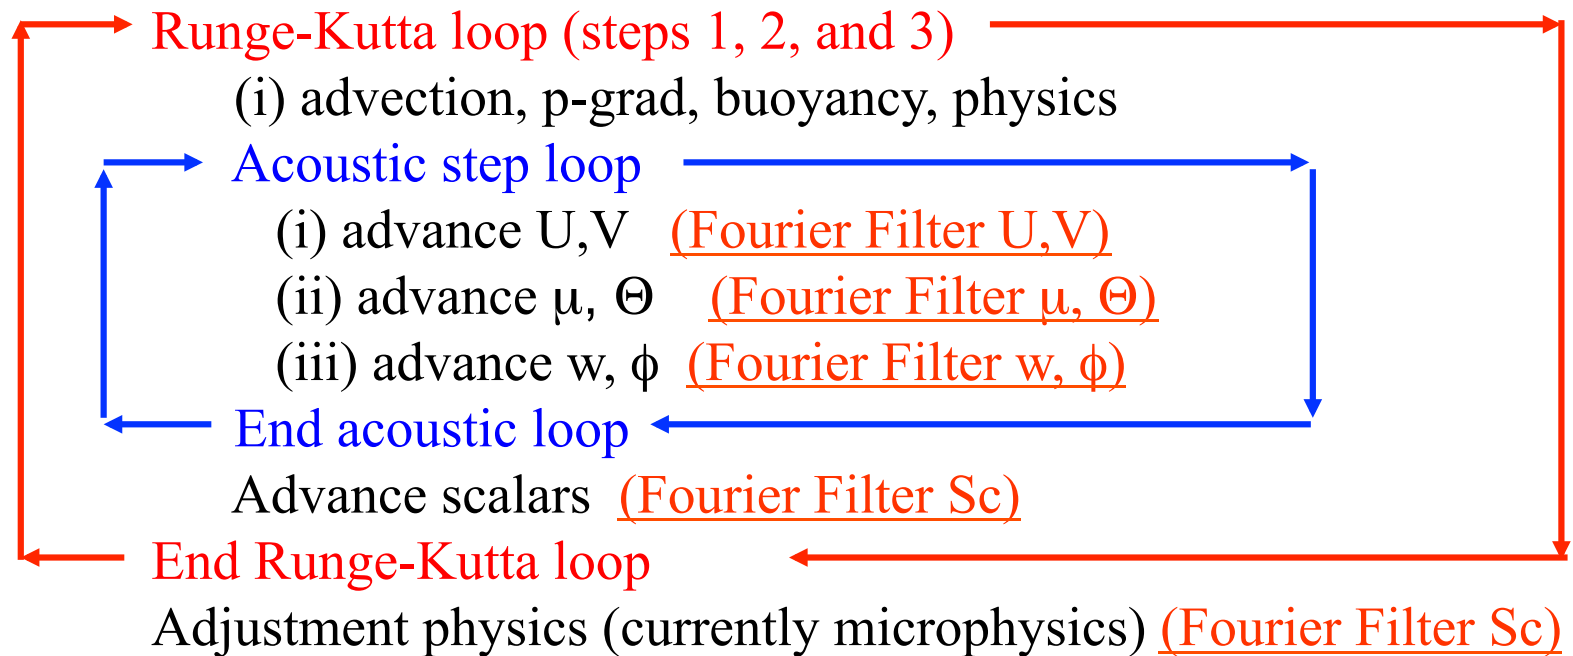 Runge-Kutta loop (steps 1, 2, and 3)
(i) advection, p-grad, buoyancy, physics
Acoustic step loop
(i) advance U,V (Fourier Filter U,V)
(ii) advance μ, Θ (Fourier Filter μ, Θ)
(iii) advance w, ϕ (Fourier Filter w, ϕ)
End acoustic loop
Advance scalars (Fourier Filter Sc)
End Runge-Kutta loop
Adjustment physics (currently microphysics) (Fourier Filter Sc)